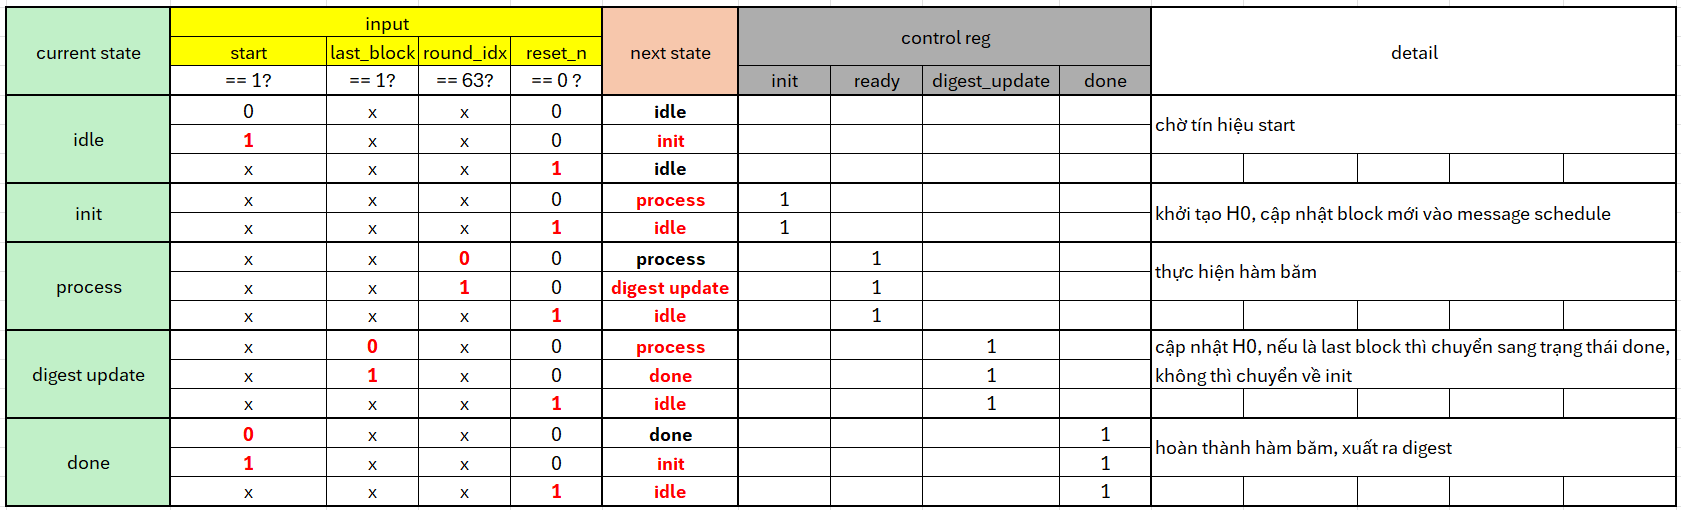 current state | input | next state | control reg | detail
start | last_block | round_idx | reset_n
== 1? | == 1? | == 63? | == 0 ? | init | ready | digest_update | done
idle | 0 | x | x | 0 | idle | chờ tín hiệu start
1 | x | x | 0 | init
x | x | x | 1 | idle
init | x | x | x | 0 | process | 1 | khởi tạo H0, cập nhật block mới vào message schedule
x | x | x | 1 | idle | 1
process | x | x | 0 | 0 | process | 1 | thực hiện hàm băm
x | x | 1 | 0 | digest update | 1
x | x | x | 1 | idle | 1
digest update | x | 0 | x | 0 | process | 1 | cập nhật H0, nếu là last block thì chuyển sang trạng thái done,
x | 1 | x | 0 | done | 1 | không thì chuyển về init
x | x | x | 1 | idle | 1
done | 0 | x | x | 0 | done | 1 | hoàn thành hàm băm, xuất ra digest
1 | x | x | 0 | init | 1
x | x | x | 1 | idle | 1